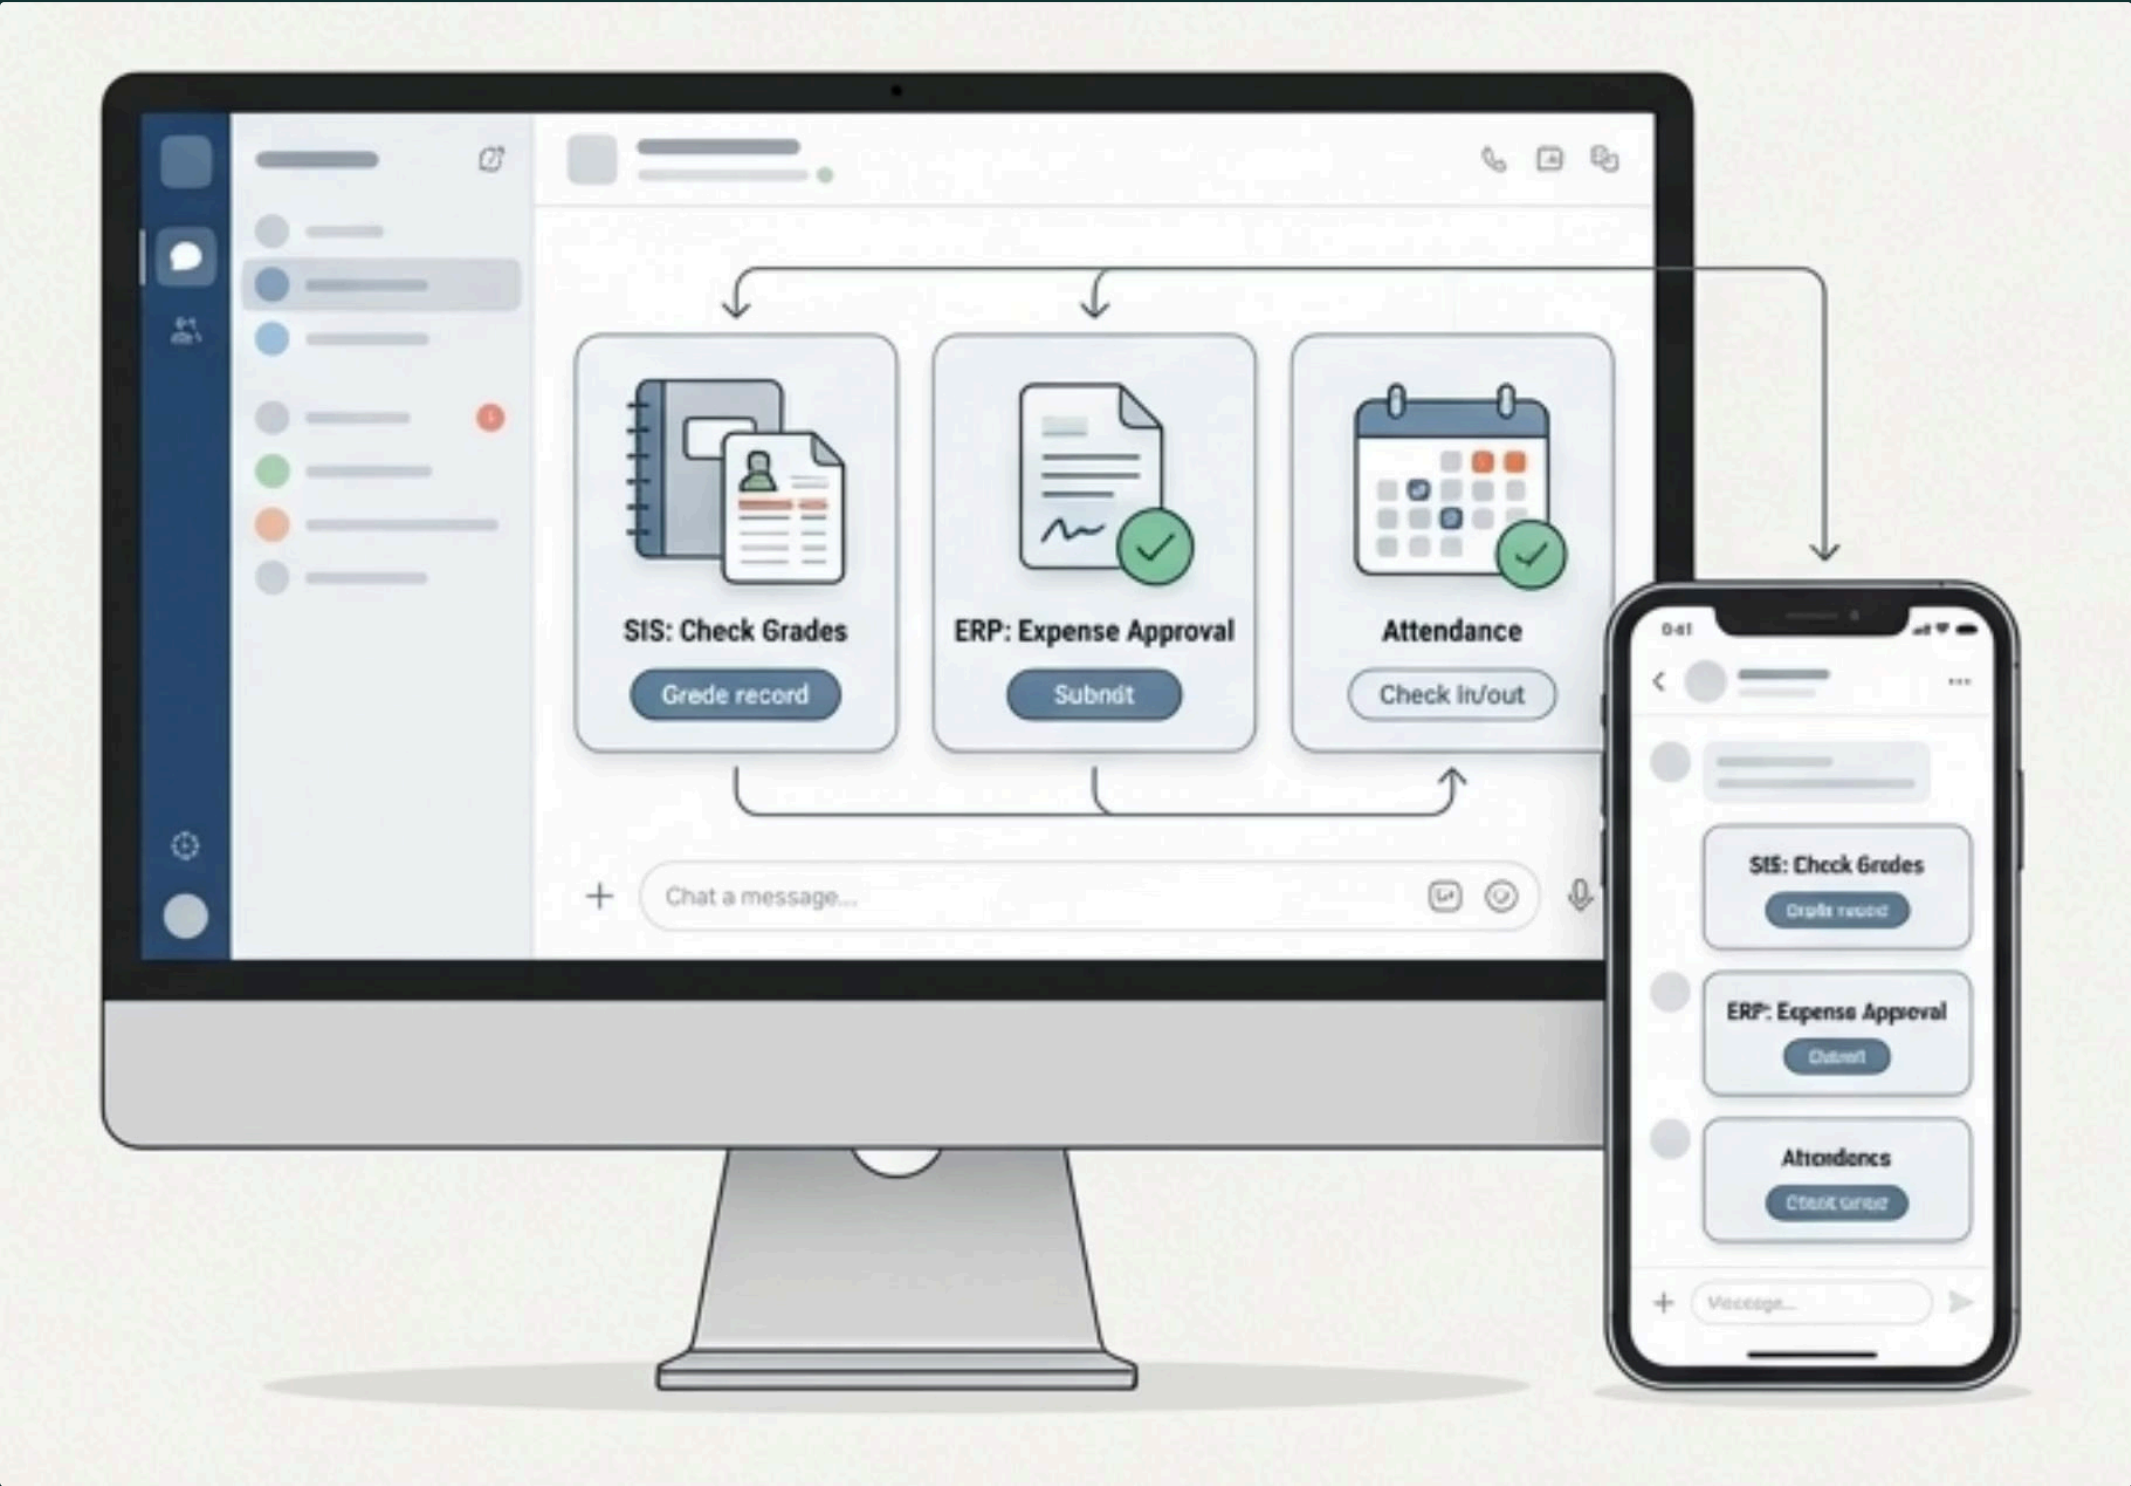 SIS: Check Grades
Grede record
ERP: Expense Approval
Submit
Attendance
Check in/out
Chat a message...
SIS: Check Grades
ERP: Expense Approval